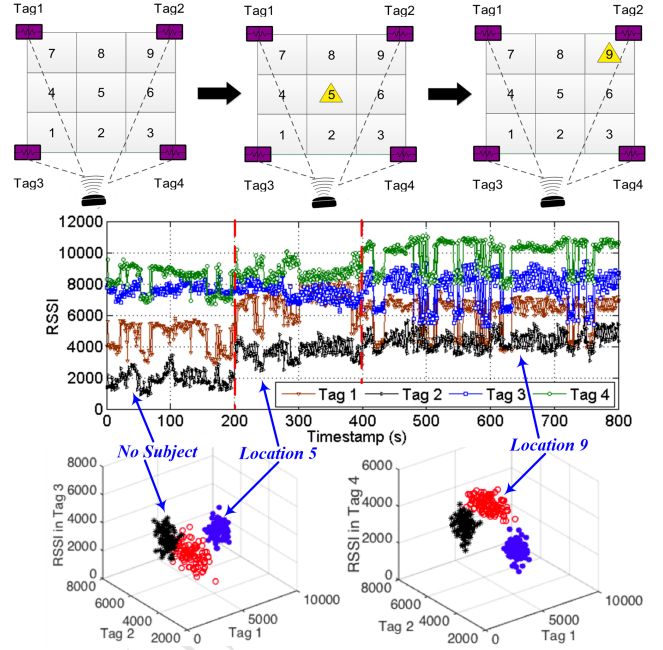 Tag1 Tag2 Tag1 Tag2 Tag1 Tag2
7 8 9 7 8 9 7 8 9
4 5 6 4 5 6 4 5 6
1 2 3 1 2 3 1 2 3
Tag3 Tag4 Tag3 Tag4 Tag3 Tag4
12000
10000
8000
6000
4000
2000
0
RSSI
Tag 1 Tag 2 Tag 3 Tag 4
0 100 200 300 400 500 600 700 800
Timestamp (s)
No Subject Location 5 Location 9
8000
6000
4000
2000
0
RSSI in Tag 3
8000 6000 4000 2000
Tag 2
0 5000 10000
Tag 1
6000
4000
2000
0
RSSI in Tag 4
8000 6000 4000 2000
Tag 2
0 5000 10000
Tag 1